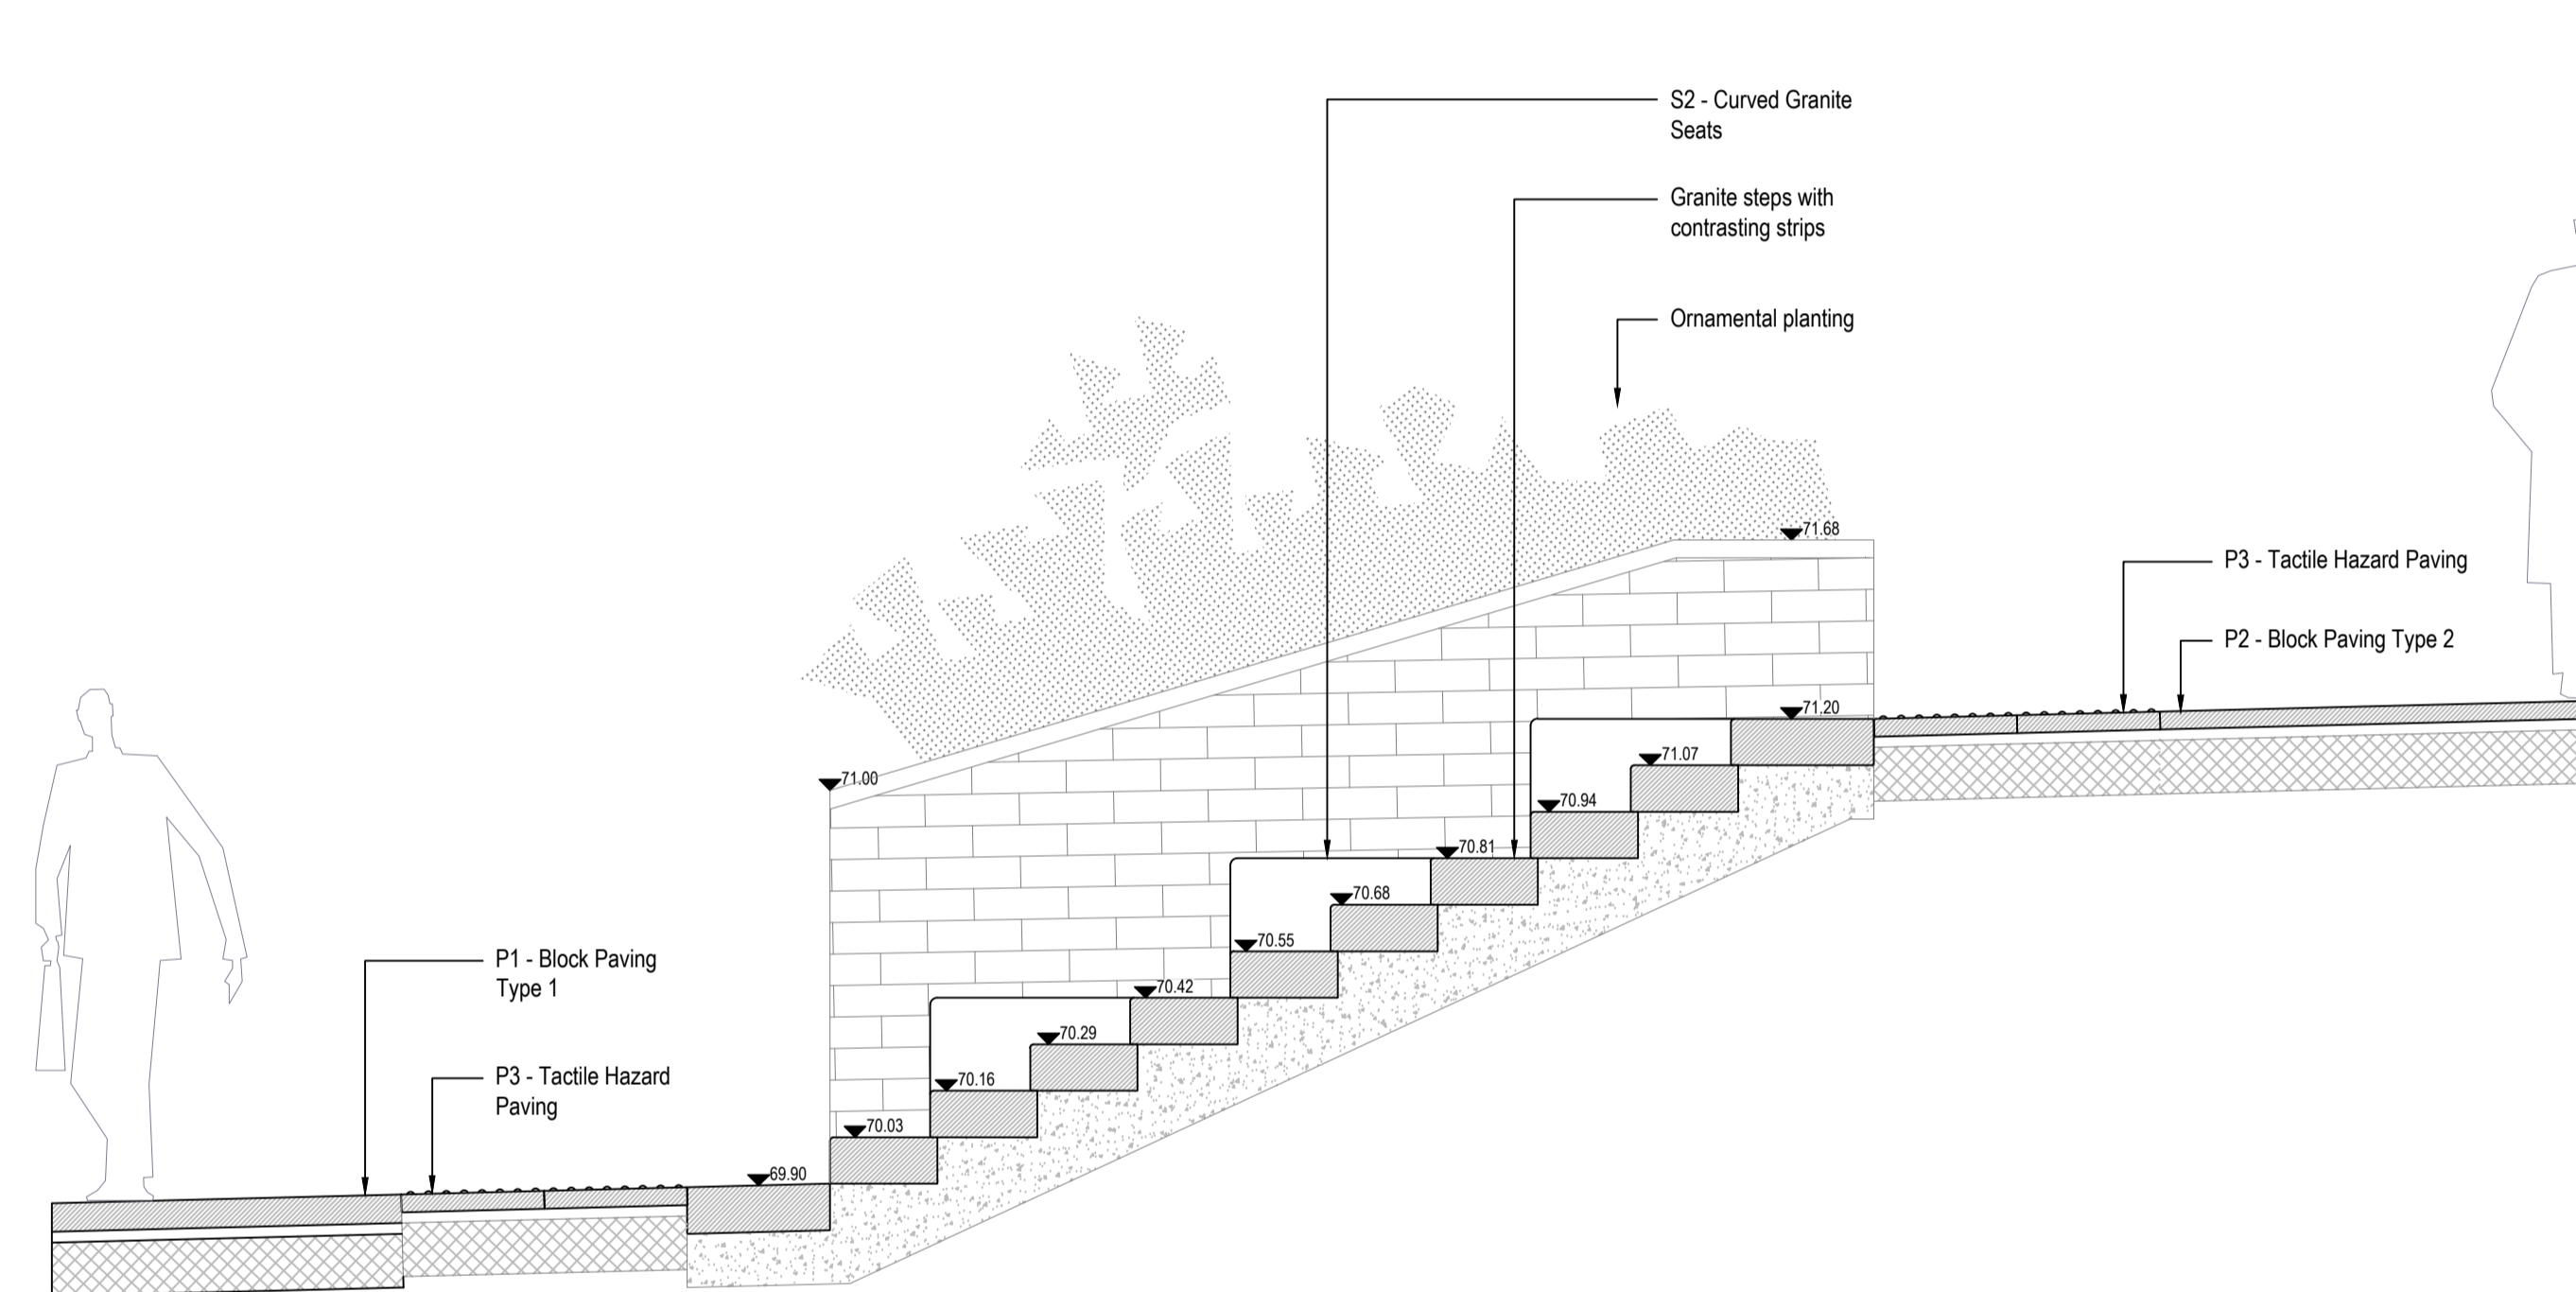 S2 - Curved Granite
Seats
Granite steps with
contrasting strips
Ornamental planting
71.68
P3 - Tactile Hazard Paving
P2 - Block Paving Type 2
71.20
71.07
71.00
70.94
70.81
70.68
70.55
70.42
70.29
70.16
70.03
69.90
P1 - Block Paving
Type 1
P3 - Tactile Hazard
Paving